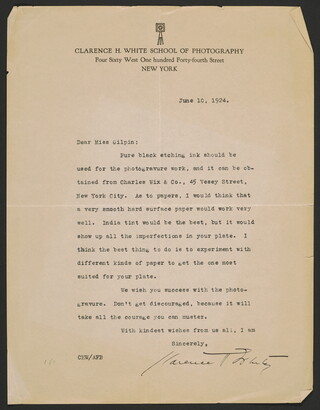 CLARENCE H. WHITE SCHOOL OF PHOTOGRAPHY
Four Sixty West One hundred Forty-fourth Street
NEW YORK
June 10, 1924.
Dear Miss Gilpin:
Pure black etching ink should be
used for the photogravure work, and it can be ob-
tained from Charles Wix & Co., 45 Vesey Street,
New York City. As to papers, I would think that
a very smooth hard surface paper would work very
well. India tint would be the best, but it would
show up all the imperfections in your plate. I
think the best thing to do is to experiment with
different kinds of paper to get the one most
suited for your plate.
We wish you success with the photo-
gravure. Don't get discouraged, because it will
take all the courage you can muster.
With kindest wishes from us all, I am
Sincerely,
Clarence H White
CHW/AFB